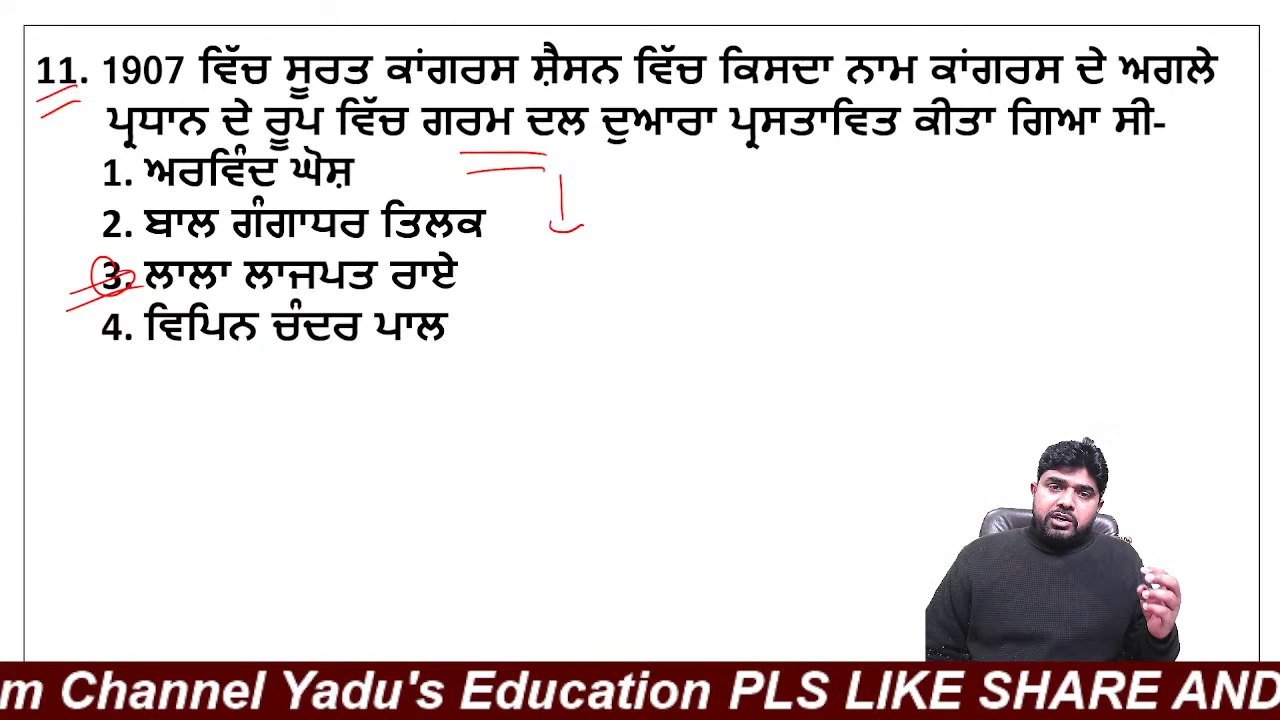 11. 1907 ਵਿੱਚ ਸੂਰਤ ਕਾਂਗਰਸ ਸ਼ੈਸਨ ਵਿੱਚ ਕਿਸਦਾ ਨਾਮ ਕਾਂਗਰਸ ਦੇ ਅਗਲੇ
ਪ੍ਰਧਾਨ ਦੇ ਰੂਪ ਵਿੱਚ ਗਰਮ ਦਲ ਦੁਆਰਾ ਪ੍ਰਸਤਾਵਿਤ ਕੀਤਾ ਗਿਆ ਸੀ-
1. ਅਰਵਿੰਦ ਘੋਸ਼
2. ਬਾਲ ਗੰਗਾਧਰ ਤਿਲਕ
3. ਲਾਲਾ ਲਾਜਪਤ ਰਾਏ
4. ਵਿਪਿਨ ਚੰਦਰ ਪਾਲ
m Channel Yadu's Education PLS LIKE SHARE AND